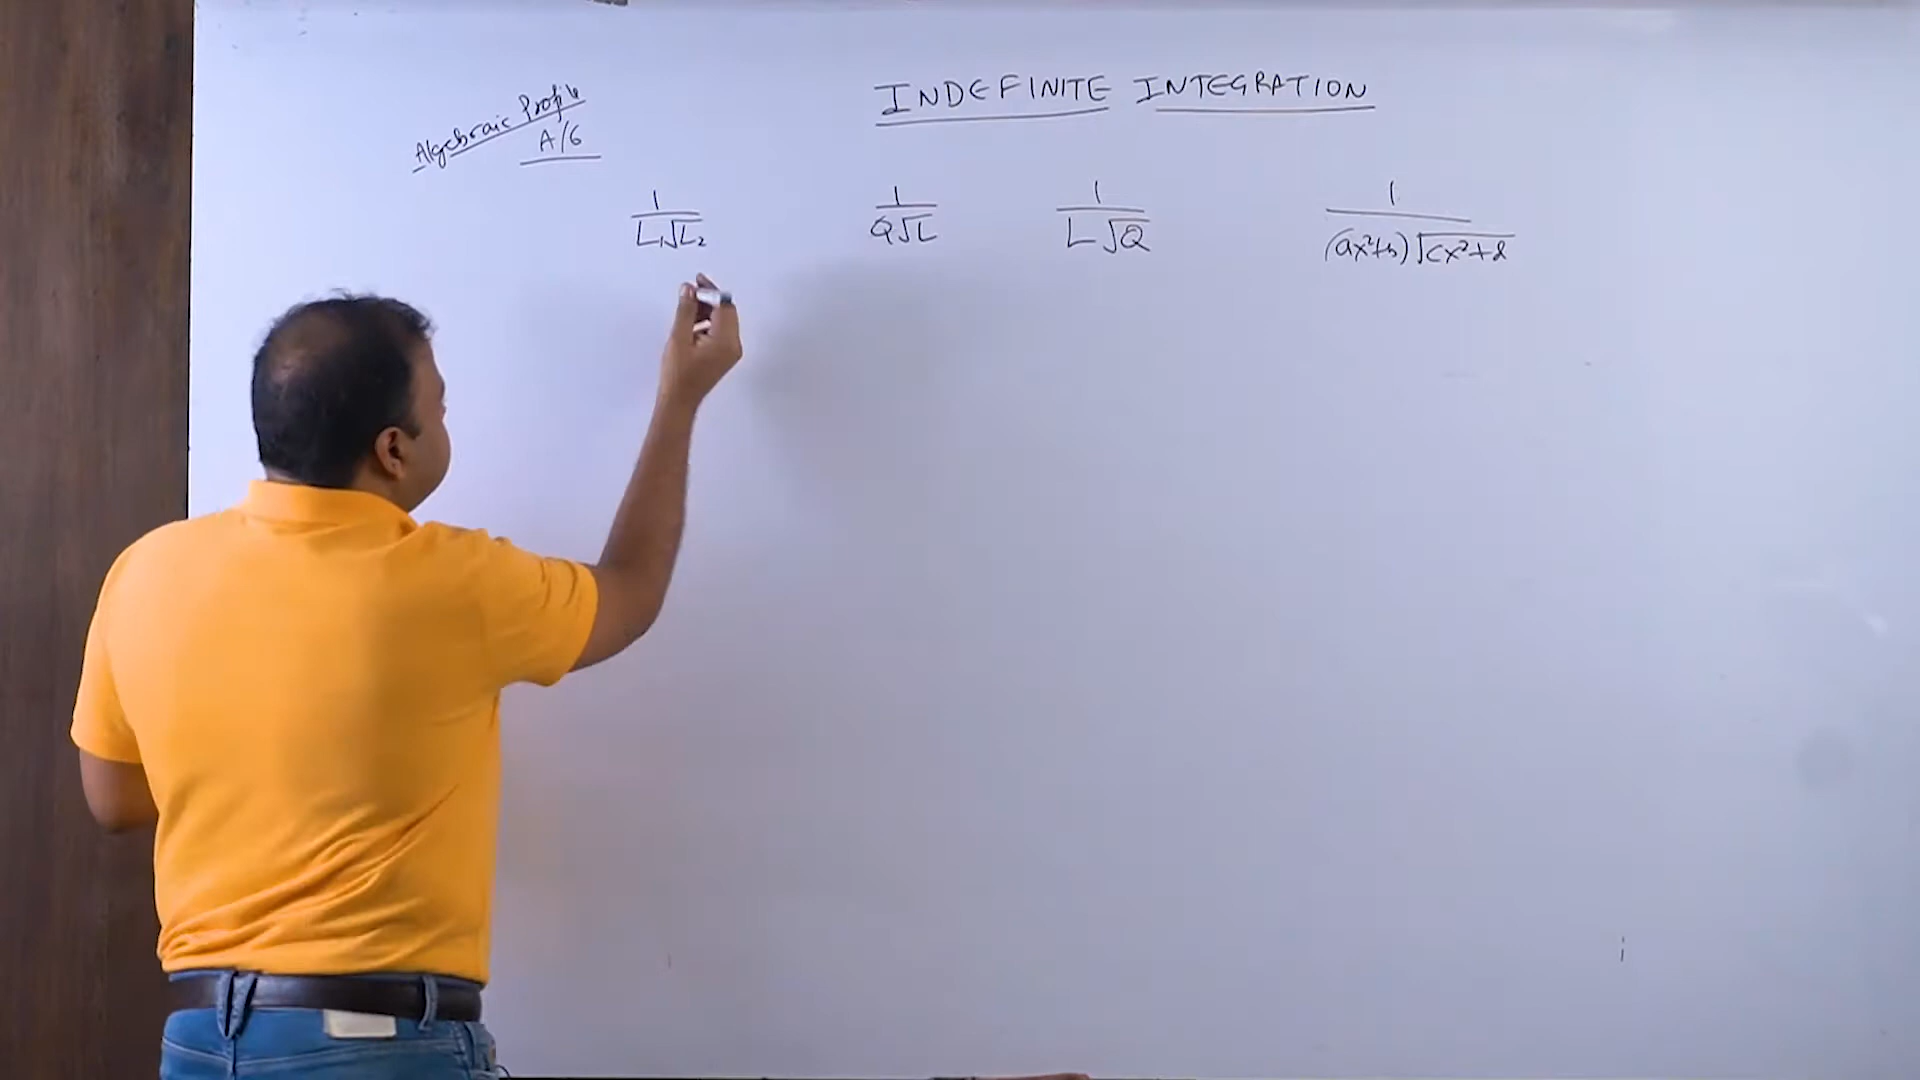 INDEFINITE INTEGRATION
Algebraic Profile
A/6
1/(L₁√L₂)
1/(Q√L)
1/(L√Q)
1/((ax²+b)√(cx²+d))